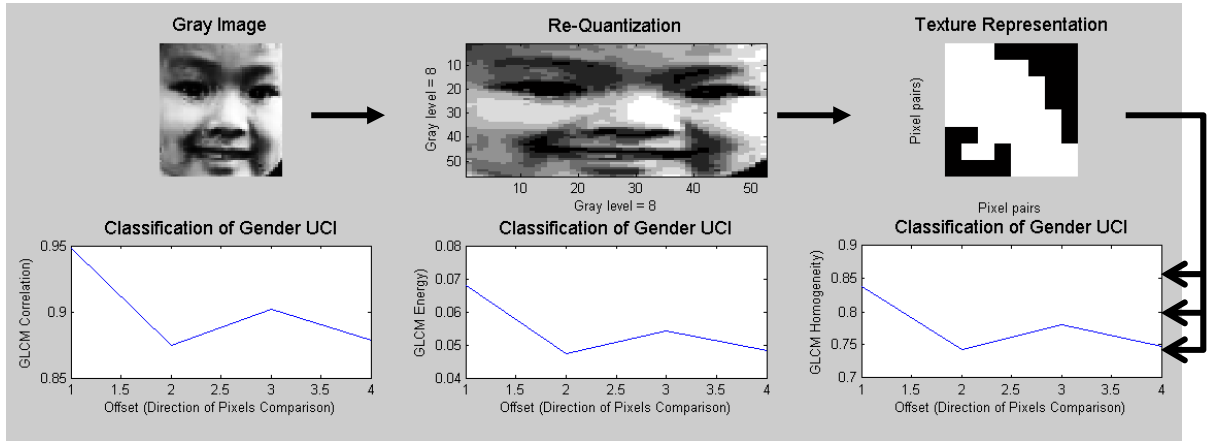 Gray Image
Re-Quantization
Texture Representation
Gray level = 8
10
20
30
40
50
10
20
30
40
50
Gray level = 8
Pixel pairs)
Pixel pairs
Classification of Gender UCI
GLCM Correlation)
0.95
0.9
0.85
1
1.5
2
2.5
3
3.5
4
Offset (Direction of Pixels Comparison)
Classification of Gender UCI
GLCM Energy)
0.08
0.07
0.06
0.05
0.04
1
1.5
2
2.5
3
3.5
4
Offset (Direction of Pixels Comparison)
Classification of Gender UCI
GLCM Homogeneity)
0.9
0.85
0.8
0.75
0.7
1
1.5
2
2.5
3
3.5
4
Offset (Direction of Pixels Comparison)